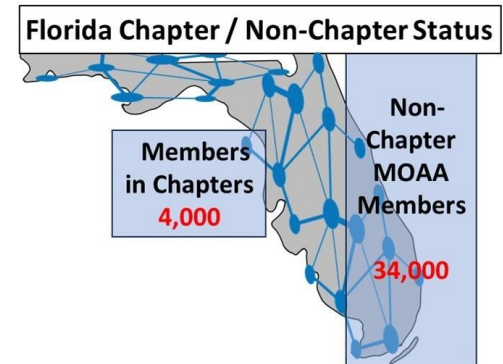 Florida Chapter / Non-Chapter Status
Members
in Chapters
4,000
Non-
Chapter
MOAA
Members
34,000